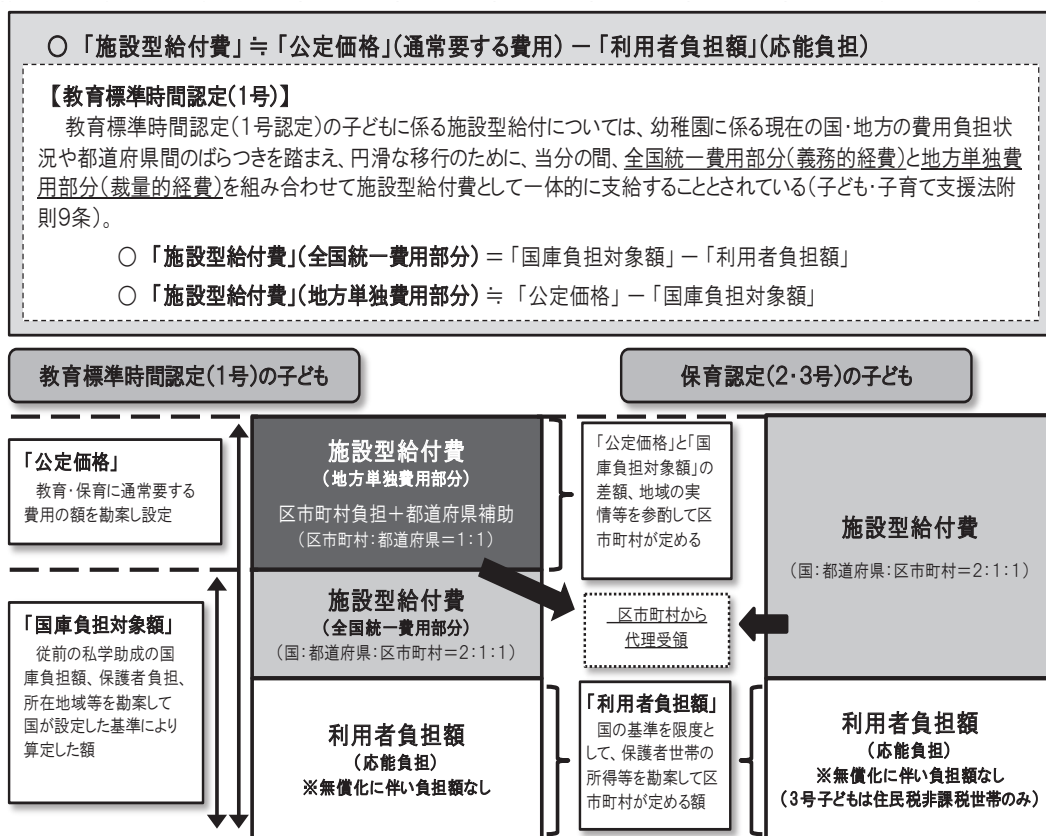 ○ 「施設型給付費」≒「公定価格」(通常要する費用) －「利用者負担額」(応能負担)
【教育標準時間認定(1号)】
教育標準時間認定(1号認定)の子どもに係る施設型給付については、幼稚園に係る現在の国・地方の費用負担状
況や都道府県間のばらつきを踏まえ、円滑な移行のために、当分の間、全国統一費用部分(義務的経費)と地方単独費
用部分(裁量的経費)を組み合わせて施設型給付費として一体的に支給することとされている(子ども・子育て支援法附
則9条)。
○ 「施設型給付費」(全国統一費用部分) ＝「国庫負担対象額」－「利用者負担額」
○ 「施設型給付費」(地方単独費用部分) ≒ 「公定価格」－「国庫負担対象額」
教育標準時間認定(1号)の子ども
保育認定(2・3号)の子ども
「公定価格」
教育・保育に通常要する
費用の額を勘案し設定
「国庫負担対象額」
従前の私学助成の国
庫負担額、保護者負担、
所在地域等を勘案して
国が設定した基準により
算定した額
施設型給付費
(地方単独費用部分)
区市町村負担＋都道府県補助
(区市町村：都道府県＝1：1)
施設型給付費
(全国統一費用部分)
(国：都道府県：区市町村＝2：1：1)
利用者負担額
(応能負担)
※無償化に伴い負担額なし
「公定価格」と「国
庫負担対象額」の
差額、地域の実
情等を参酌して区
市町村が定める
区市町村から
代理受領
「利用者負担額」
国の基準を限度と
して、保護者世帯の
所得等を勘案して区
市町村が定める額
施設型給付費
(国：都道府県：区市町村＝2：1：1)
利用者負担額
(応能負担)
※無償化に伴い負担額なし
(3号子どもは住民税非課税世帯のみ)